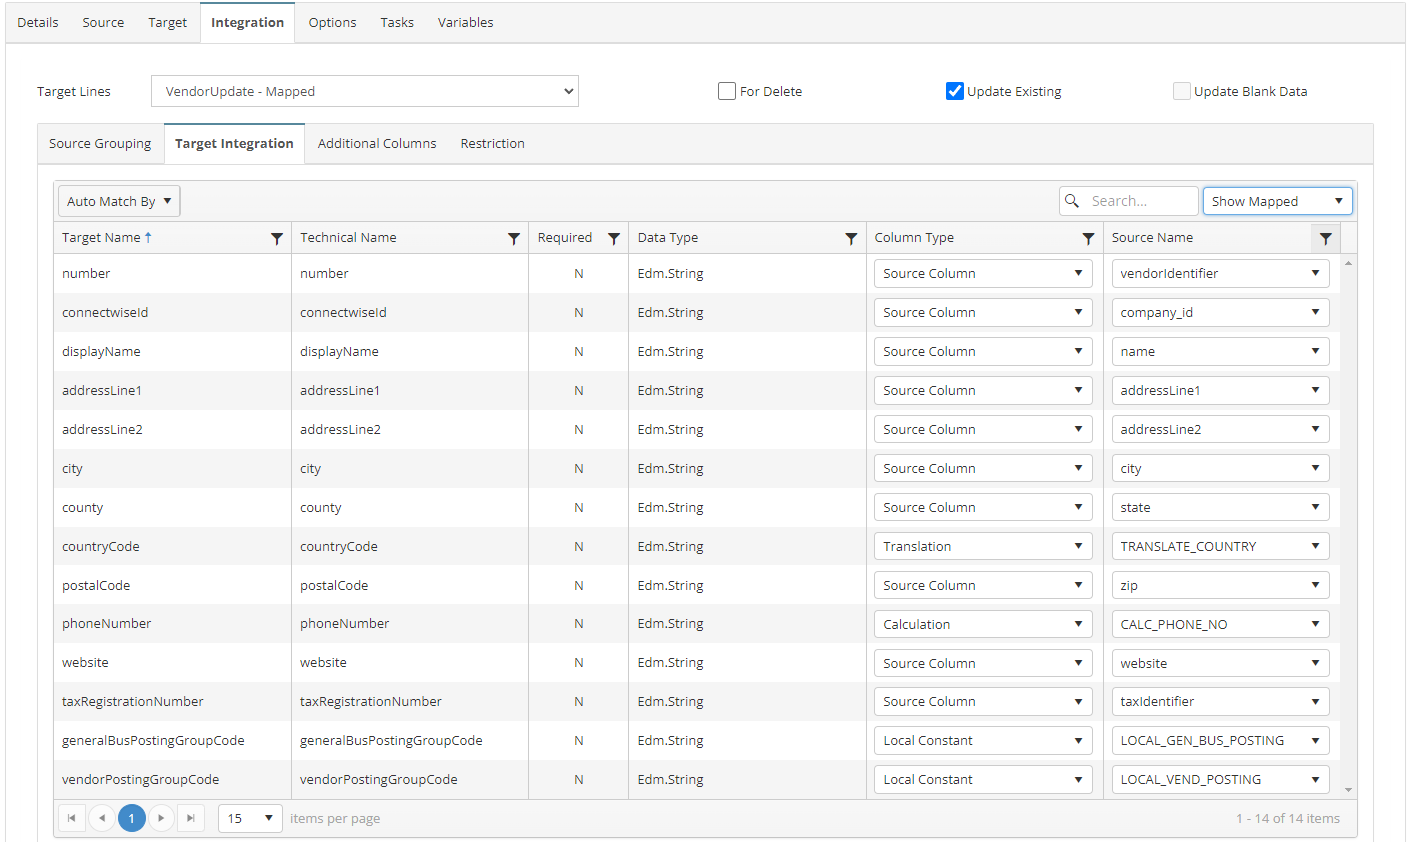 Details Source Target Integration Options Tasks Variables
Target Lines VendorUpdate - Mapped For Delete Update Existing Update Blank Data
Source Grouping Target Integration Additional Columns Restriction
Auto Match By Search... Show Mapped
Target Name Technical Name Required Data Type Column Type Source Name
number number N Edm.String Source Column vendorIdentifier
connectwiseId connectwiseId N Edm.String Source Column company_id
displayName displayName N Edm.String Source Column name
addressLine1 addressLine1 N Edm.String Source Column addressLine1
addressLine2 addressLine2 N Edm.String Source Column addressLine2
city city N Edm.String Source Column city
county county N Edm.String Source Column state
countryCode countryCode N Edm.String Translation TRANSLATE_COUNTRY
postalCode postalCode N Edm.String Source Column zip
phoneNumber phoneNumber N Edm.String Calculation CALC_PHONE_NO
website website N Edm.String Source Column website
taxRegistrationNumber taxRegistrationNumber N Edm.String Source Column taxIdentifier
generalBusPostingGroupCode generalBusPostingGroupCode N Edm.String Local Constant LOCAL_GEN_BUS_POSTING
vendorPostingGroupCode vendorPostingGroupCode N Edm.String Local Constant LOCAL_VEND_POSTING
1 15 items per page 1 - 14 of 14 items